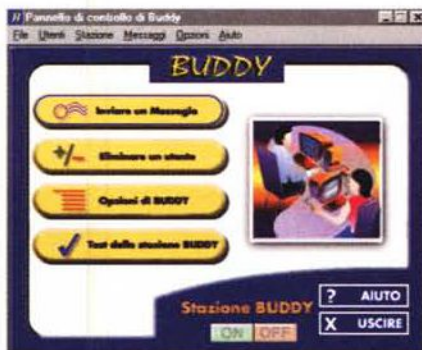 Pannello di controllo di Buddy
File Utenti Stazione Messaggi Opzioni Aiuto
BUDDY
Inviare un Messagio
+/- Eliminare un utente
Opzioni di BUDDY
Test della stazione BUDDY
Stazione BUDDY
ON OFF
? AIUTO
X USCIRE